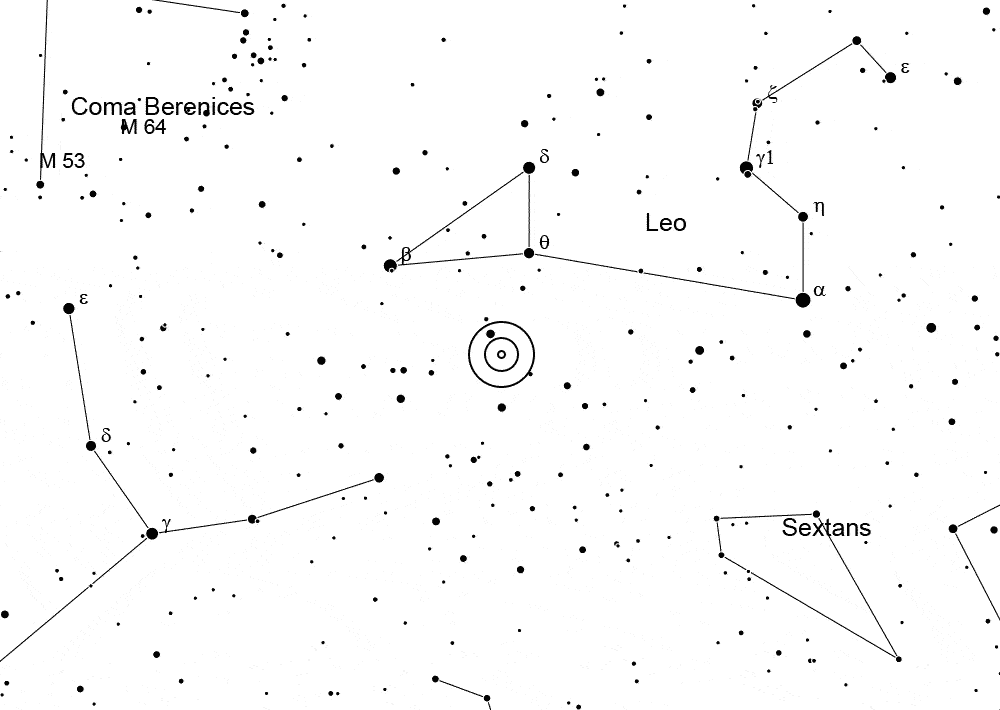 ε
ζ
Coma Berenices
M 64
M 53
δ
γ1
η
Leo
θ
β
α
ε
δ
γ
Sextans